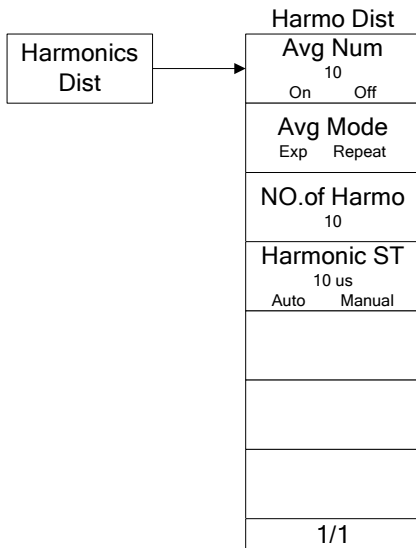 Harmonics
Dist
Harmo Dist
Avg Num
10
On Off
Avg Mode
Exp Repeat
NO.of Harmo
10
Harmonic ST
10 us
Auto Manual
1/1